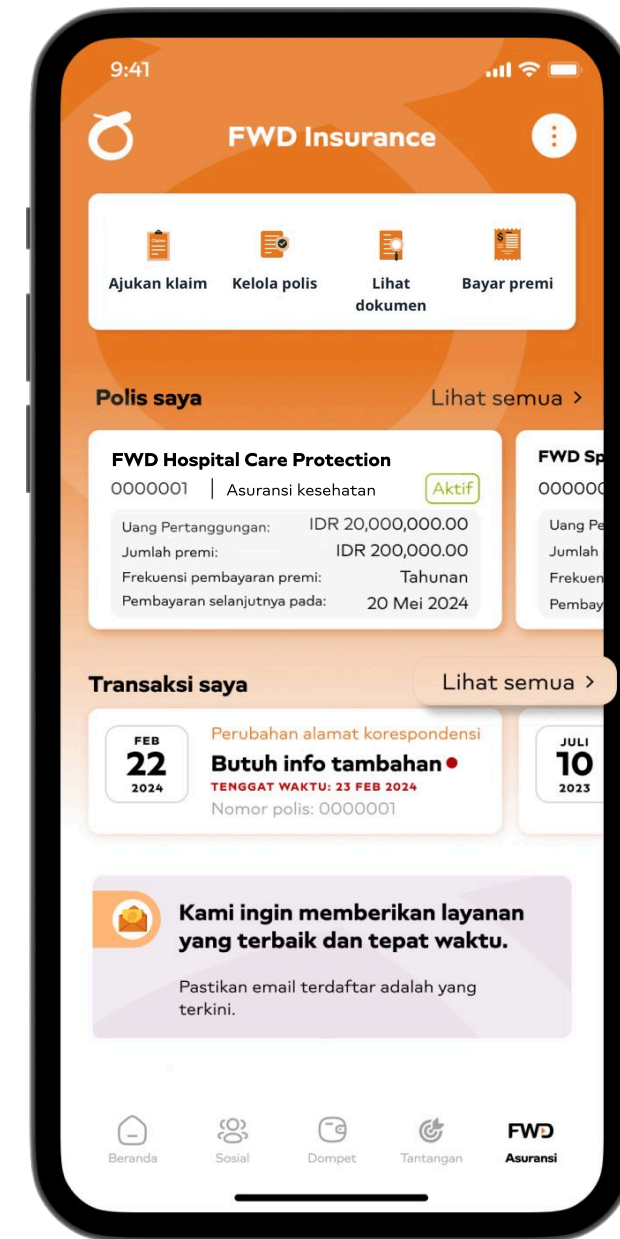 9:41
FWD Insurance
Ajukan klaim
Kelola polis
Lihat
dokumen
Bayar premi
Polis saya
Lihat semua >
FWD Hospital Care Protection
0000001 | Asuransi kesehatan
Aktif
Uang Pertanggungan: IDR 20,000,000.00
Jumlah premi: IDR 200,000.00
Frekuensi pembayaran premi: Tahunan
Pembayaran selanjutnya pada: 20 Mei 2024
FWD Sp
000000
Uang Pe
Jumlah
Frekuen
Pembay
Transaksi saya
Lihat semua >
FEB
22
2024
Perubahan alamat korespondensi
Butuh info tambahan
TENGGAT WAKTU: 23 FEB 2024
Nomor polis: 0000001
JULI
10
2023
Kami ingin memberikan layanan
yang terbaik dan tepat waktu.
Pastikan email terdaftar adalah yang
terkini.
Beranda
Sosial
Dompet
Tantangan
FWD
Asuransi